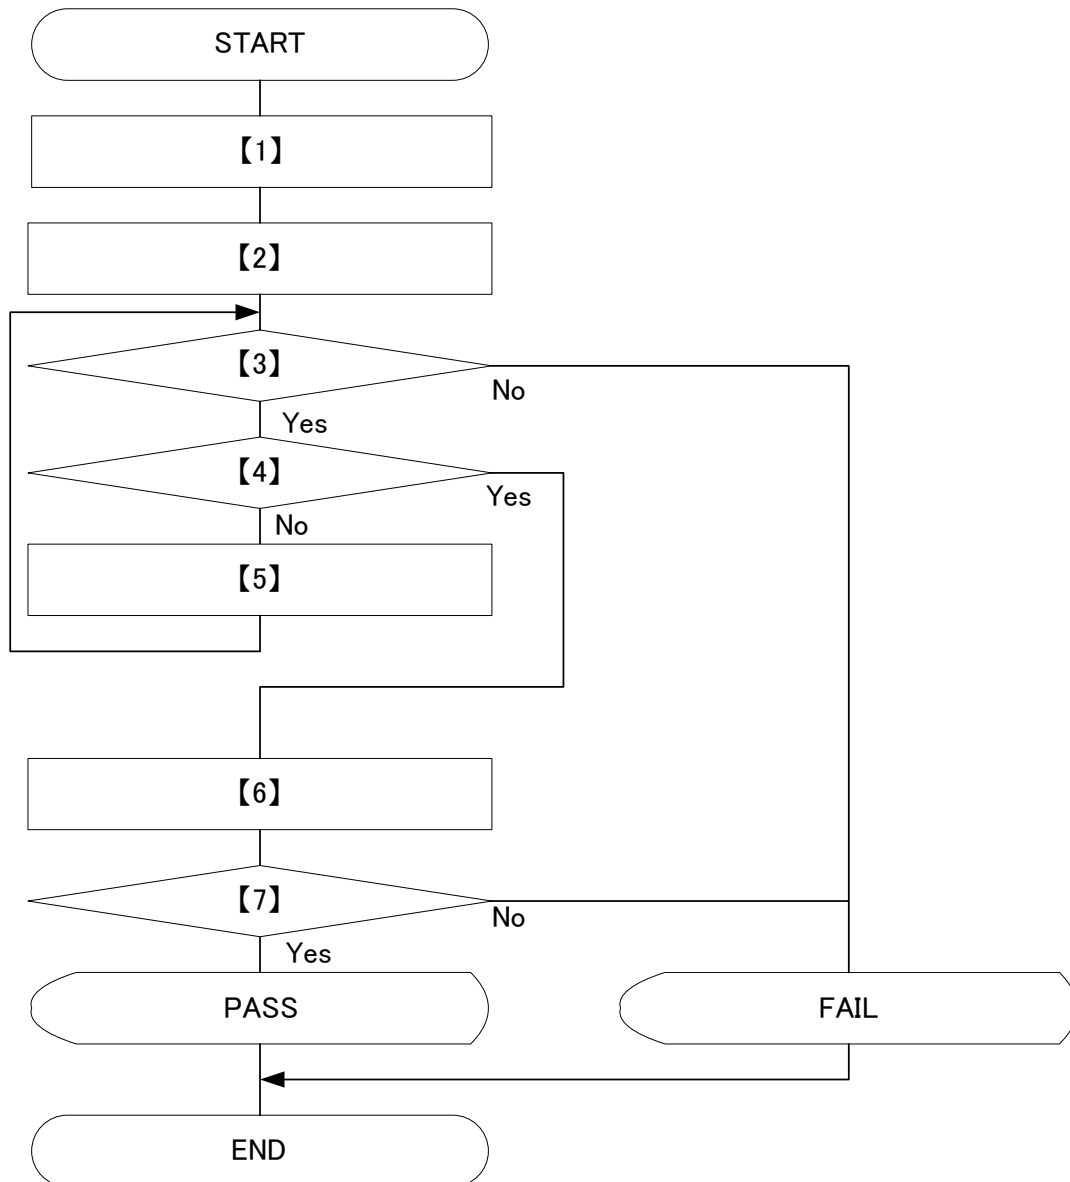 START
【1】
【2】
【3】
No
Yes
【4】
Yes
No
【5】
【6】
【7】
No
Yes
PASS
FAIL
END